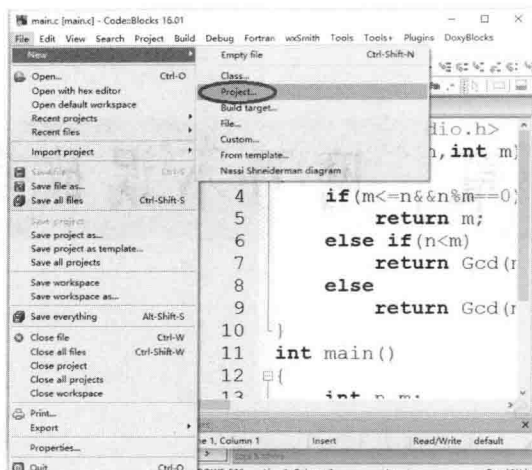 main.c [main.c] - Code::Blocks 16.01
File Edit View Search Project Build Debug Fortran wxSmith Tools Tools+ Plugins DoxyBlocks
New
Open... Ctrl-O
Open with hex editor
Open default workspace
Recent projects
Recent files
Import project
Save file Ctrl-S
Save file as...
Save all files Ctrl-Shift-S
Save project
Save project as...
Save project as template...
Save all projects
Save workspace
Save workspace as...
Save everything Alt-Shift-S
Close file Ctrl-W
Close all files Ctrl-Shift-W
Close project
Close all projects
Close workspace
Print...
Export
Properties...
Quit Ctrl-Q
Empty file Ctrl-Shift-N
Class...
Project...
Build target...
File...
Custom...
From template...
Nassi Shneiderman diagram
dio.h>
n,int m)
4 if(m<=n&&n%m==0)
5 return m;
6 else if(n<m)
7 return Gcd(
8 else
9 return Gcd(
10 }
11 int main()
12 {
13 int n,m;
e 1, Column 1 Insert Read/Write default